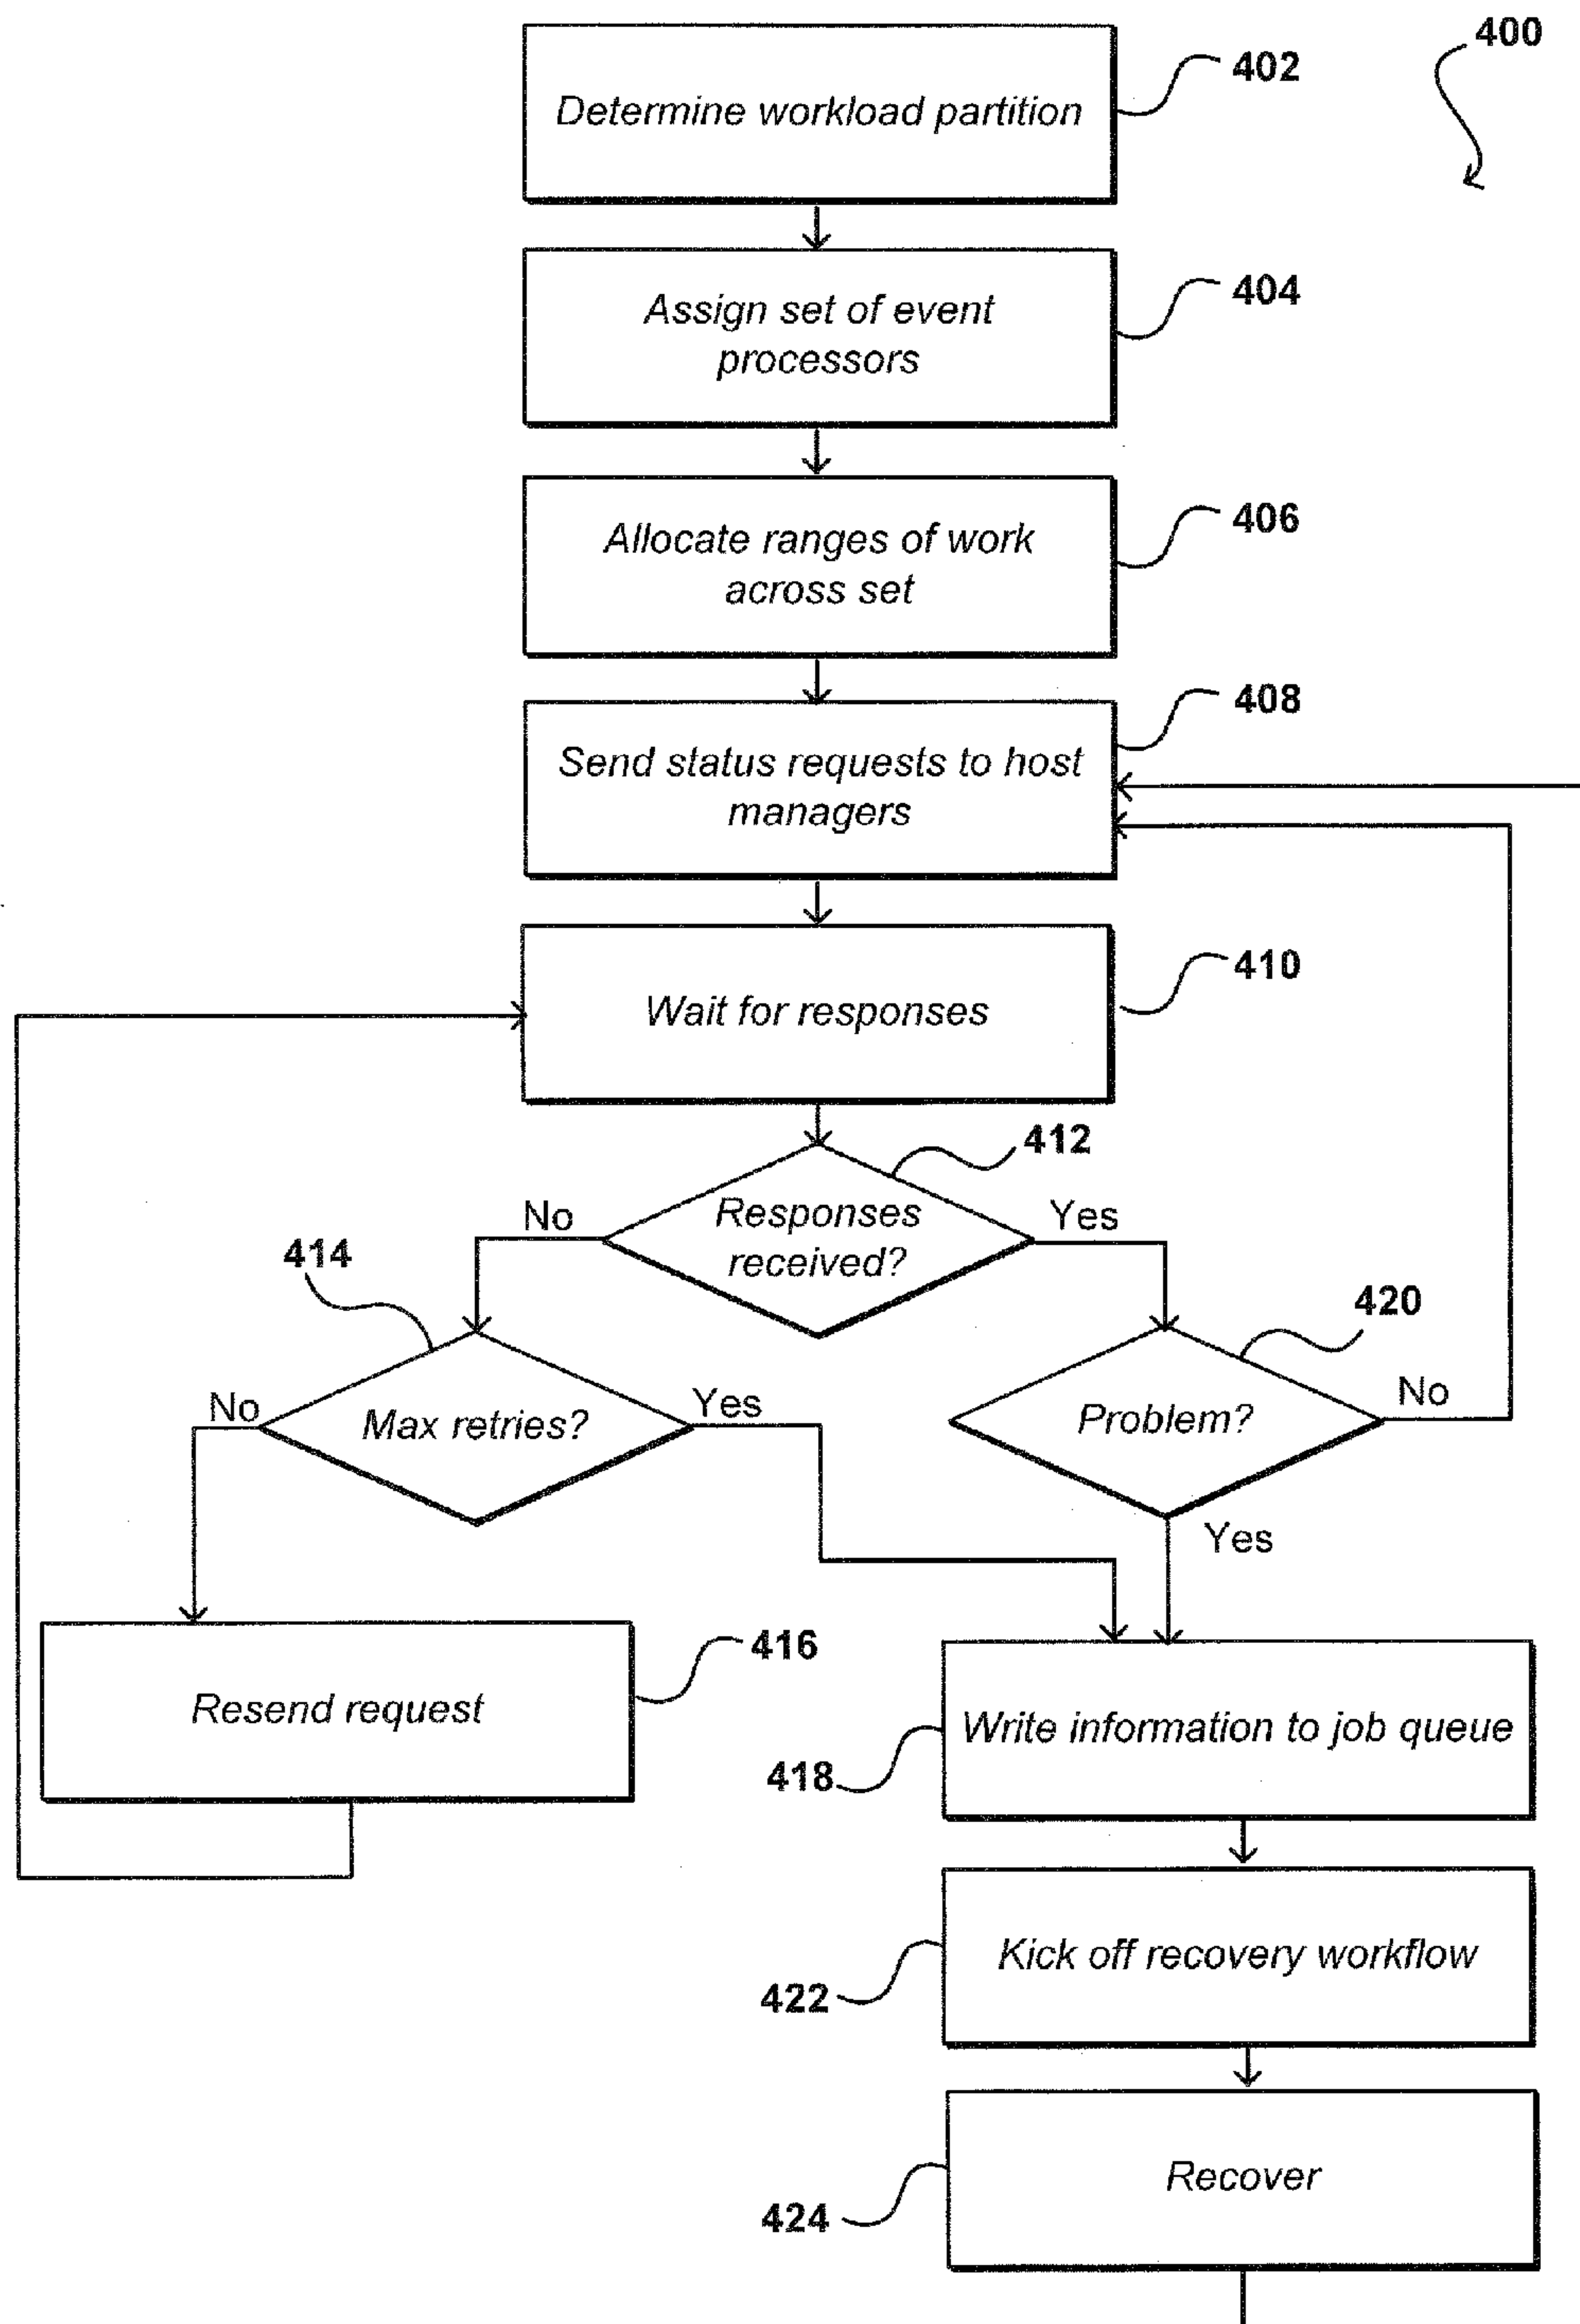 400
402
Determine workload partition
404
Assign set of event
processors
406
Allocate ranges of work
across set
408
Send status requests to host
managers
410
Wait for responses
412
No
Responses
received?
Yes
414
420
No
Max retries?
Yes
Problem?
No
Yes
416
Resend request
Write information to job queue
418
Kick off recovery workflow
422
Recover
424